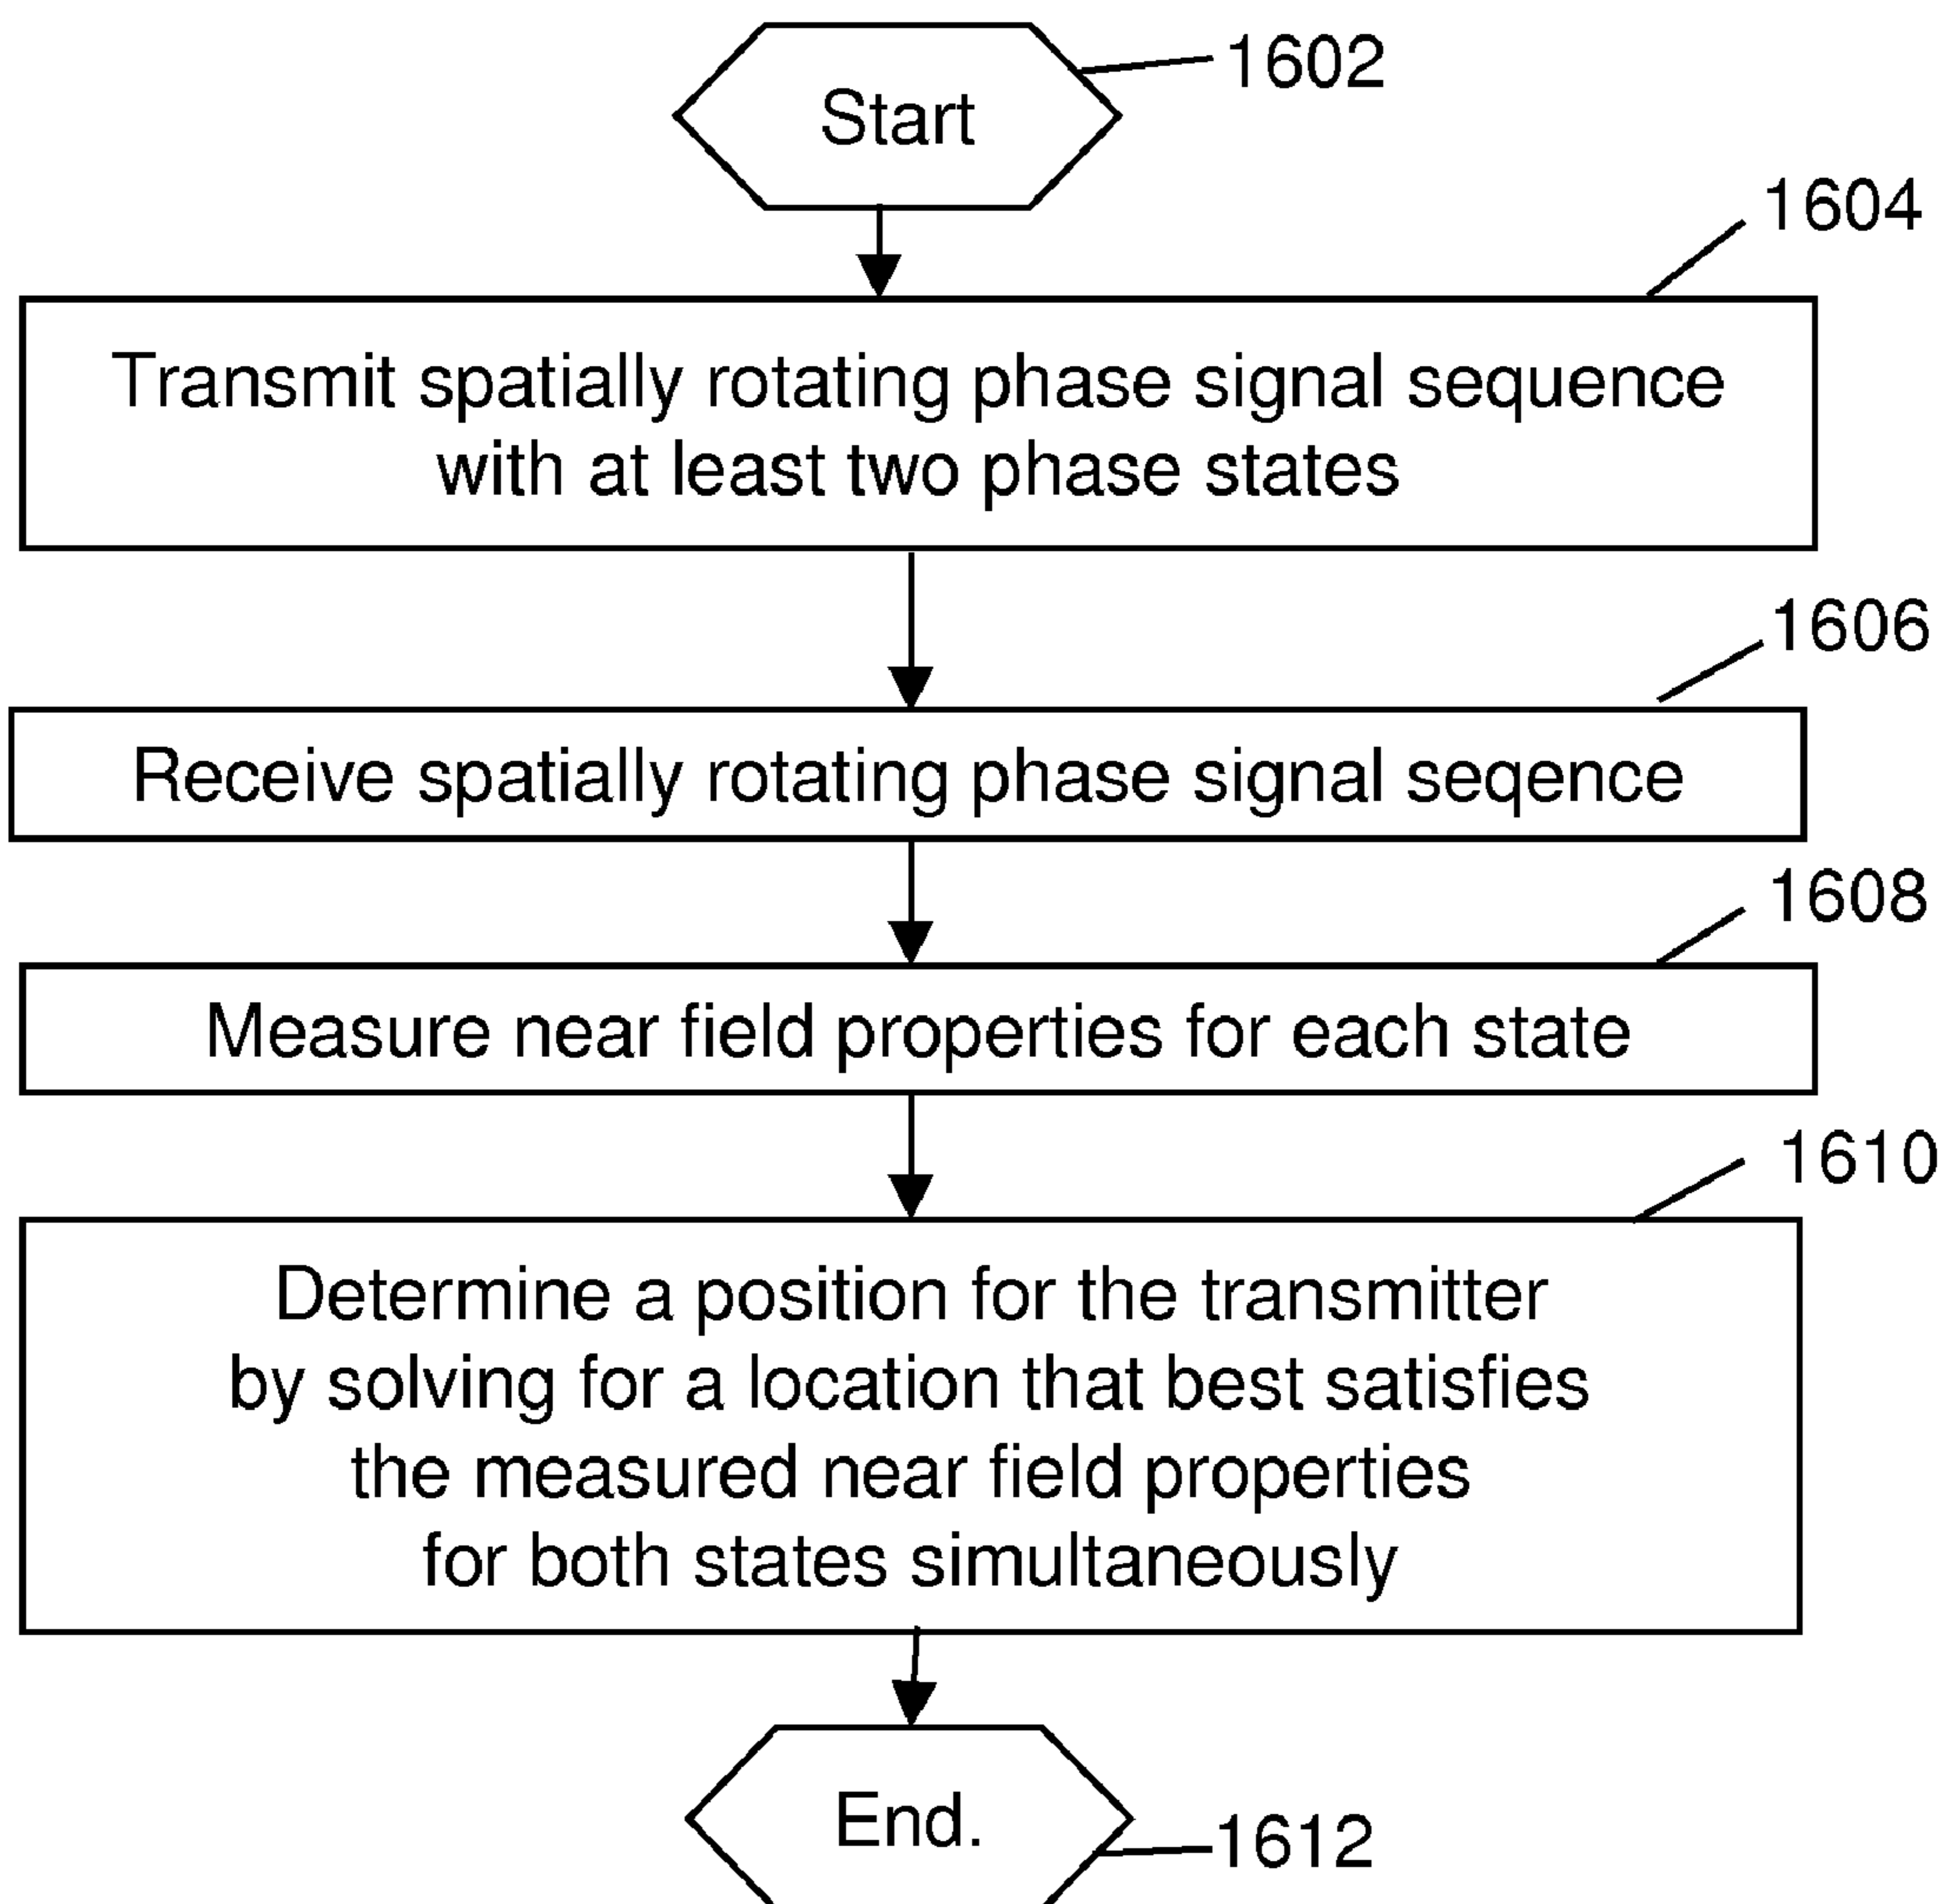 1602
Start
1604
Transmit spatially rotating phase signal sequence
with at least two phase states
1606
Receive spatially rotating phase signal seqence
1608
Measure near field properties for each state
1610
Determine a position for the transmitter
by solving for a location that best satisfies
the measured near field properties
for both states simultaneously
End.
1612